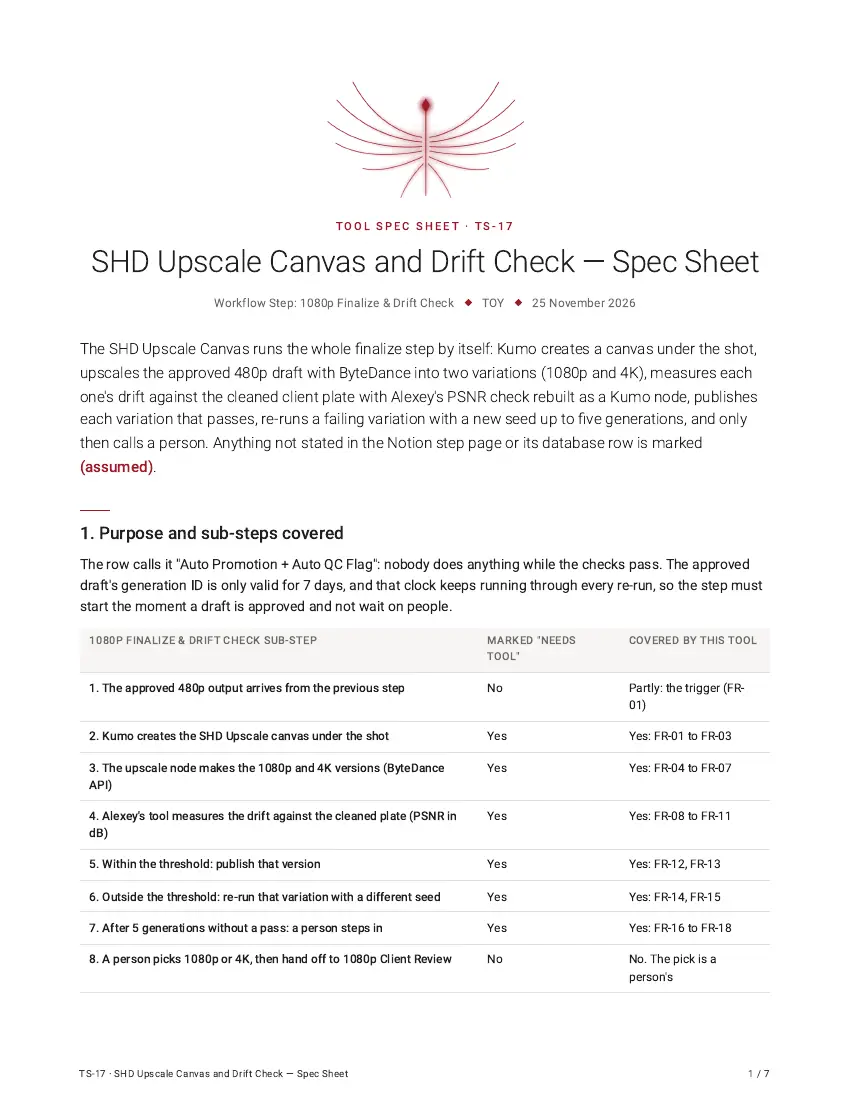 TOOL SPEC SHEET · TS-17
SHD Upscale Canvas and Drift Check — Spec Sheet
Workflow Step: 1080p Finalize & Drift Check ◆ TOY ◆ 25 November 2026
The SHD Upscale Canvas runs the whole finalize step by itself: Kumo creates a canvas under the shot,
upscales the approved 480p draft with ByteDance into two variations (1080p and 4K), measures each
one's drift against the cleaned client plate with Alexey's PSNR check rebuilt as a Kumo node, publishes
each variation that passes, re-runs a failing variation with a new seed up to five generations, and only
then calls a person. Anything not stated in the Notion step page or its database row is marked
(assumed).
1. Purpose and sub-steps covered
The row calls it "Auto Promotion + Auto QC Flag": nobody does anything while the checks pass. The approved
draft's generation ID is only valid for 7 days, and that clock keeps running through every re-run, so the step must
start the moment a draft is approved and not wait on people.
1080P FINALIZE & DRIFT CHECK SUB-STEP
MARKED "NEEDS
TOOL"
COVERED BY THIS TOOL
1. The approved 480p output arrives from the previous step
No
Partly: the trigger (FR-
01)
2. Kumo creates the SHD Upscale canvas under the shot
Yes
Yes: FR-01 to FR-03
3. The upscale node makes the 1080p and 4K versions (ByteDance
API)
Yes
Yes: FR-04 to FR-07
4. Alexey's tool measures the drift against the cleaned plate (PSNR in
dB)
Yes
Yes: FR-08 to FR-11
5. Within the threshold: publish that version
Yes
Yes: FR-12, FR-13
6. Outside the threshold: re-run that variation with a different seed
Yes
Yes: FR-14, FR-15
7. After 5 generations without a pass: a person steps in
Yes
Yes: FR-16 to FR-18
8. A person picks 1080p or 4K, then hand off to 1080p Client Review
No
No. The pick is a
person's
TS-17 · SHD Upscale Canvas and Drift Check — Spec Sheet
1 / 7